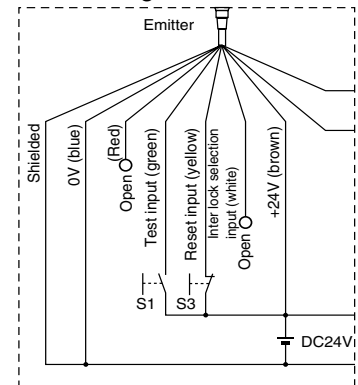 Emitter
Shielded
0V (blue)
(Red)
Open
Test input (green)
Reset input (yellow)
Inter lock selection
input (white)
Open
+24V (brown)
S1
S3
DC24V